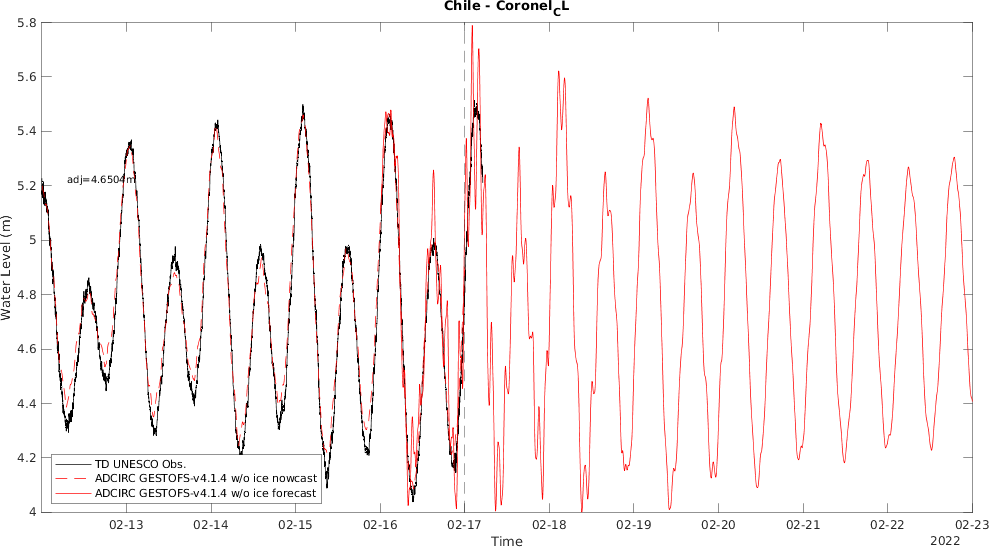 Chile - Coronel_CL
5.8
5.6
5.4
5.2
5
4.8
4.6
4.4
4.2
4
Water Level (m)
adj=4.6504m
TD UNESCO Obs.
ADCIRC GESTOFS-v4.1.4 w/o ice nowcast
ADCIRC GESTOFS-v4.1.4 w/o ice forecast
02-13 02-14 02-15 02-16 02-17 02-18 02-19 02-20 02-21 02-22 02-23
Time
2022